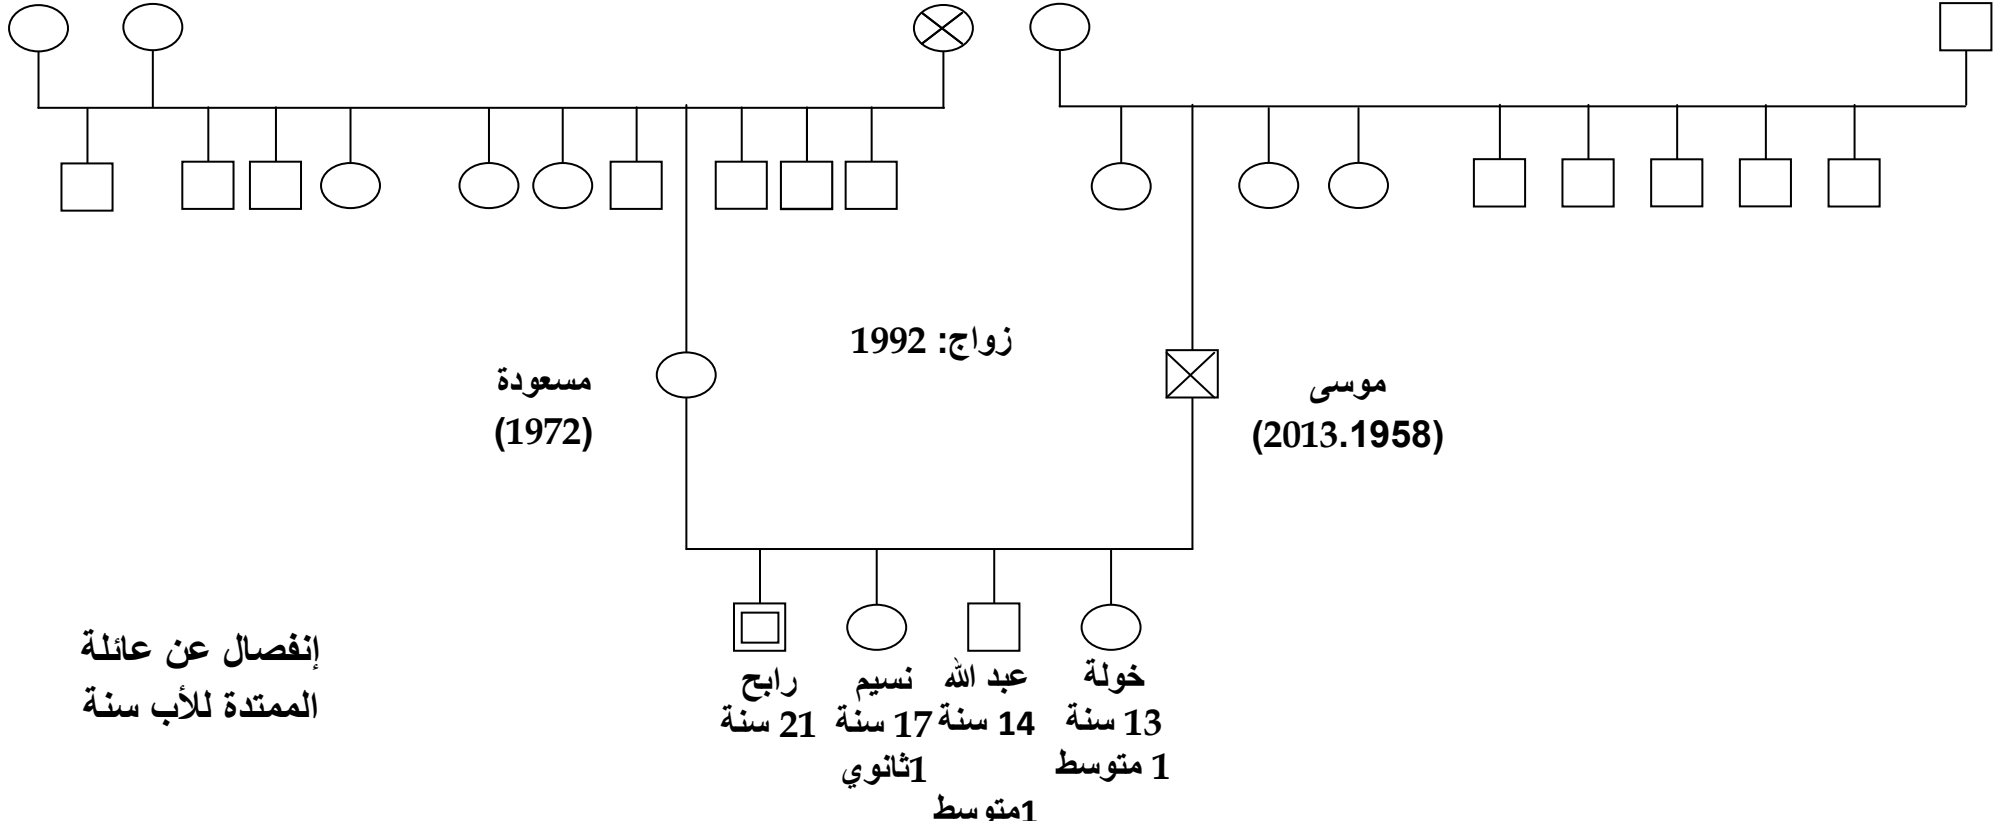 زواج: 1992
موسى
(2013.1958)
مسعودة
(1972)
خولة
13 سنة
1 متوسط
عبد الله
14 سنة
1متوسط
نسيم
17 سنة
1ثانوي
رابح
21 سنة
إنفصال عن عائلة
الممتدة للأب سنة